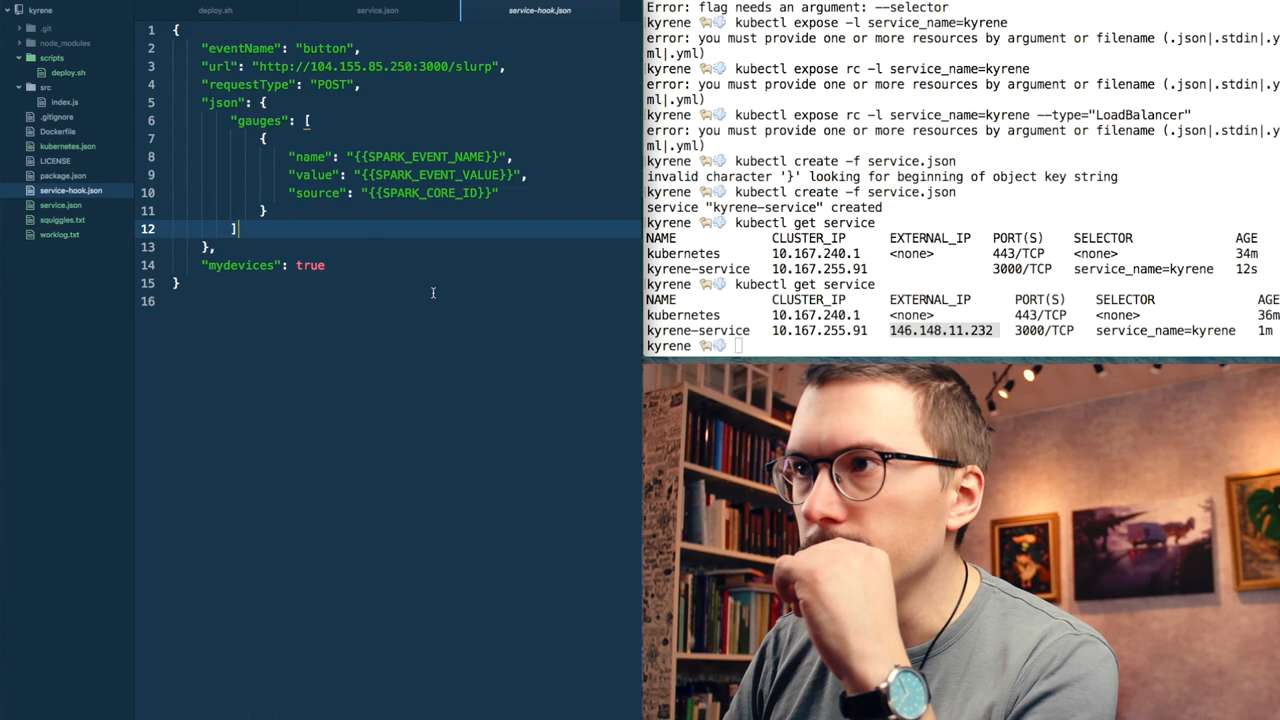 kyrene
.git
node_modules
scripts
deploy.sh
src
index.js
.gitignore
Dockerfile
kubernetes.json
LICENSE
package.json
service-hook.json
service.json
squiggles.txt
worklog.txt
deploy.sh
service.json
service-hook.json
1 {
2 "eventName": "button",
3 "url": "http://104.155.85.250:3000/slurp",
4 "requestType": "POST",
5 "json": {
6 "gauges": [
7 {
8 "name": "{{SPARK_EVENT_NAME}}",
9 "value": "{{SPARK_EVENT_VALUE}}",
10 "source": "{{SPARK_CORE_ID}}"
11 }
12 ]
13 },
14 "mydevices": true
15 }
16
Error: flag needs an argument: --selector
kyrene 🐫💨 kubectl expose -l service_name=kyrene
error: you must provide one or more resources by argument or filename (.json|.stdin|.y
ml|.yml)
kyrene 🐫💨 kubectl expose rc -l service_name=kyrene
error: you must provide one or more resources by argument or filename (.json|.stdin|.y
ml|.yml)
kyrene 🐫💨 kubectl expose rc -l service_name=kyrene --type="LoadBalancer"
error: you must provide one or more resources by argument or filename (.json|.stdin|.y
ml|.yml)
kyrene 🐫💨 kubectl create -f service.json
invalid character '}' looking for beginning of object key string
kyrene 🐫💨 kubectl create -f service.json
service "kyrene-service" created
kyrene 🐫💨 kubectl get service
NAME CLUSTER_IP EXTERNAL_IP PORT(S) SELECTOR AGE
kubernetes 10.167.240.1 <none> 443/TCP <none> 34m
kyrene-service 10.167.255.91 3000/TCP service_name=kyrene 12s
kyrene 🐫💨 kubectl get service
NAME CLUSTER_IP EXTERNAL_IP PORT(S) SELECTOR AGE
kubernetes 10.167.240.1 <none> 443/TCP <none> 36m
kyrene-service 10.167.255.91 146.148.11.232 3000/TCP service_name=kyrene 1m
kyrene 🐫💨